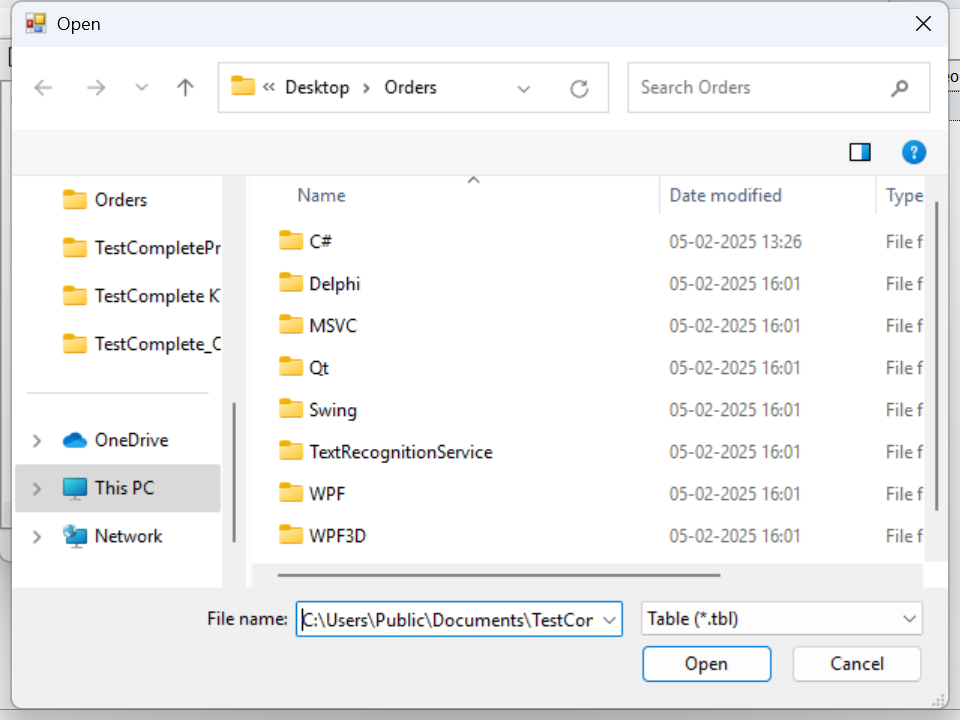 Open
« Desktop > Orders
Search Orders
Name
Date modified
Type
Orders
TestCompletePr
TestComplete K
TestComplete_C
OneDrive
This PC
Network
C# 05-02-2025 13:26 File f
Delphi 05-02-2025 16:01 File f
MSVC 05-02-2025 16:01 File f
Qt 05-02-2025 16:01 File f
Swing 05-02-2025 16:01 File f
TextRecognitionService 05-02-2025 16:01 File f
WPF 05-02-2025 16:01 File f
WPF3D 05-02-2025 16:01 File f
File name: C:\Users\Public\Documents\TestCor
Table (*.tbl)
Open
Cancel